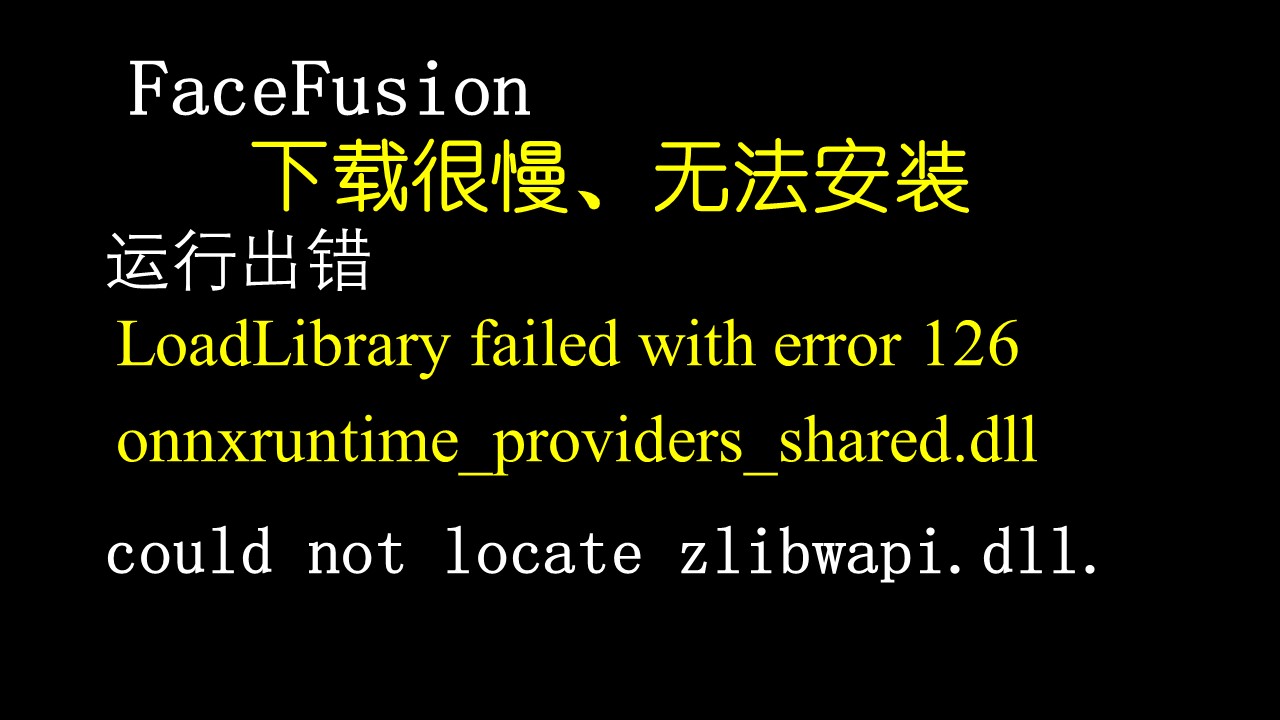 FaceFusion
下载很慢、无法安装
运行出错
LoadLibrary failed with error 126
onnxruntime_providers_shared.dll
could not locate zlibwapi.dll.